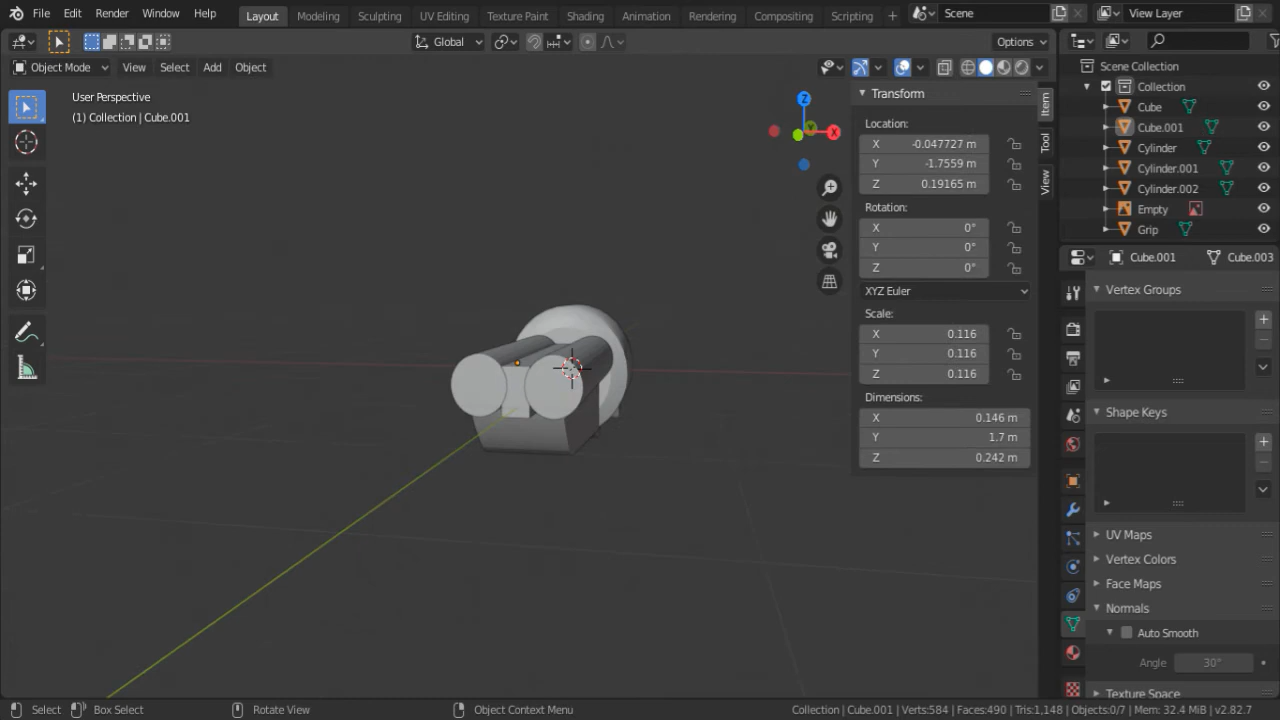 File Edit Render Window Help Layout Modeling Sculpting UV Editing Texture Paint Shading Animation Rendering Compositing Scripting + Scene View Layer
Global Options
Object Mode View Select Add Object
User Perspective
(1) Collection | Cube.001
Z
X
Y
Transform
Location:
X -0.047727 m
Y -1.7559 m
Z 0.19165 m
Rotation:
X 0°
Y 0°
Z 0°
XYZ Euler
Scale:
X 0.116
Y 0.116
Z 0.116
Dimensions:
X 0.146 m
Y 1.7 m
Z 0.242 m
Item
Tool
View
Scene Collection
Collection
Cube
Cube.001
Cylinder
Cylinder.001
Cylinder.002
Empty
Grip
Cube.001 Cube.003
Vertex Groups
Shape Keys
UV Maps
Vertex Colors
Face Maps
Normals
Auto Smooth
Angle 30°
Texture Space
Select Box Select Rotate View Object Context Menu Collection | Cube.001 | Verts:584 | Faces:490 | Tris:1,148 | Objects:0/7 | Mem: 32.4 MiB | v2.82.7